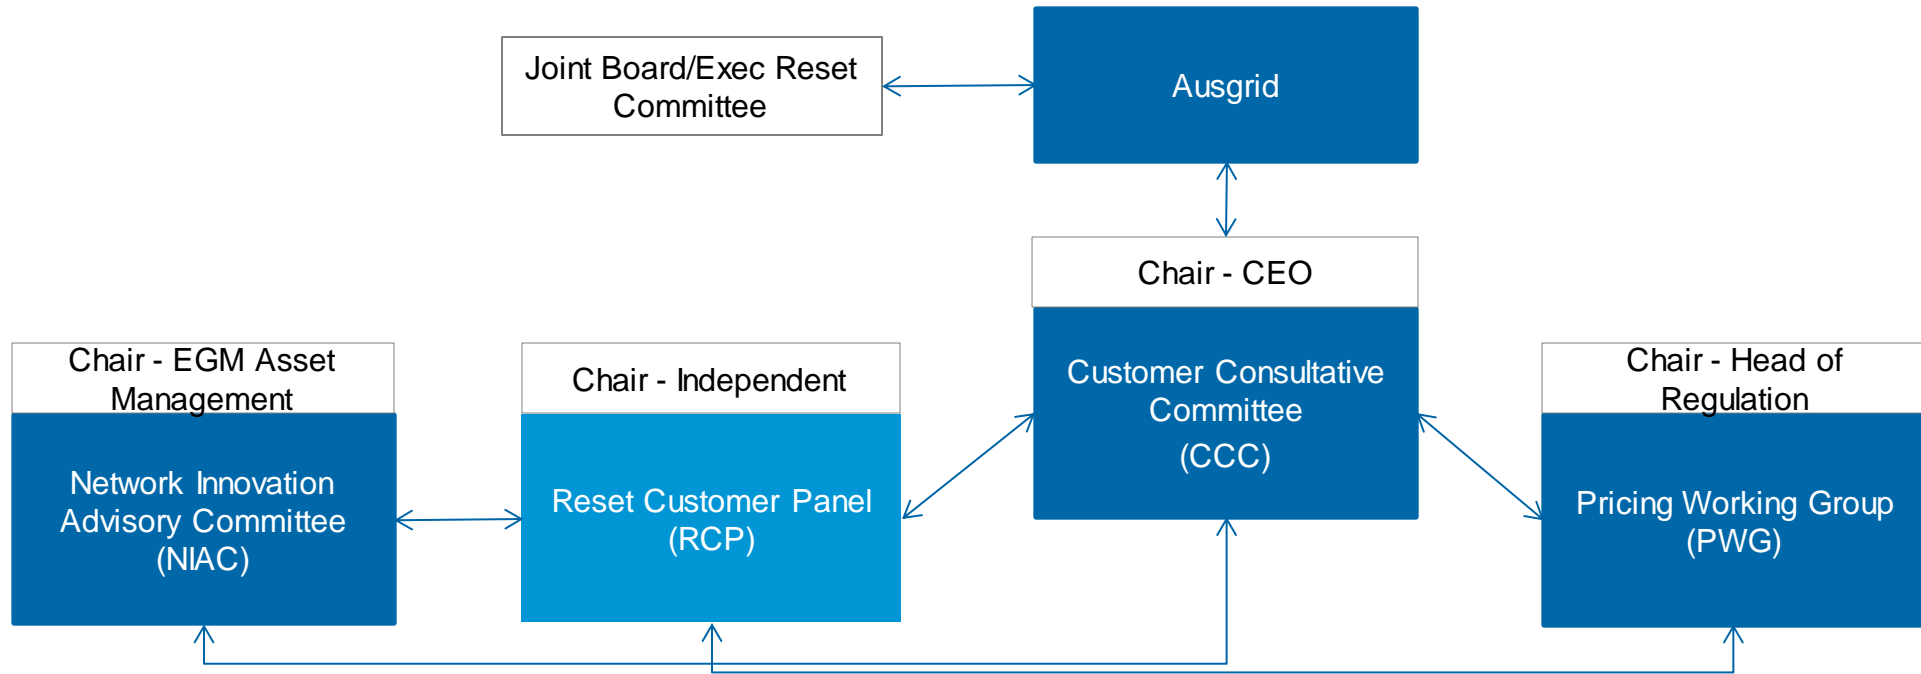 Joint Board/Exec Reset
Committee
Ausgrid
Chair - CEO
Customer Consultative
Committee
(CCC)
Chair - EGM Asset
Management
Network Innovation
Advisory Committee
(NIAC)
Chair - Independent
Reset Customer Panel
(RCP)
Chair - Head of
Regulation
Pricing Working Group
(PWG)